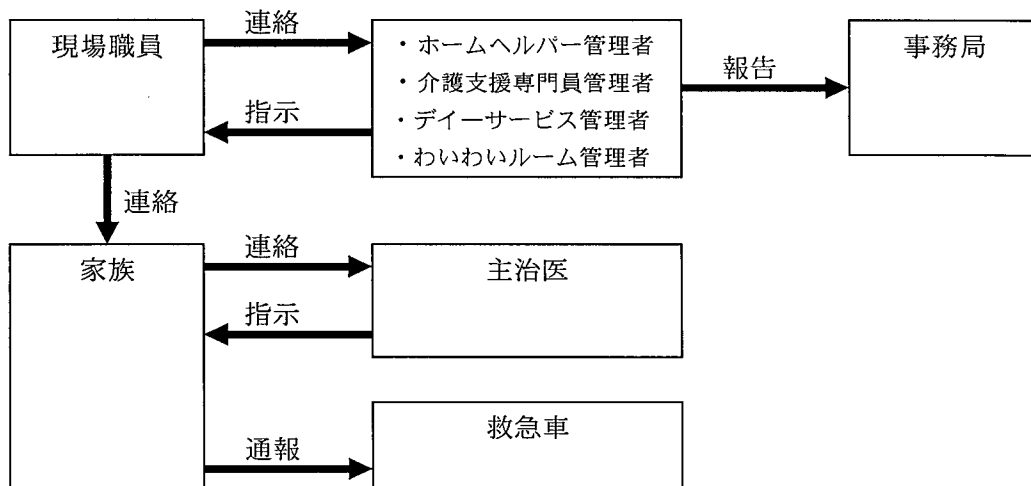 現場職員
連絡
指示
・ホームヘルパー管理者
・介護支援専門員管理者
・デイーサービス管理者
・わいわいルーム管理者
報告
事務局
連絡
家族
連絡
指示
主治医
通報
救急車